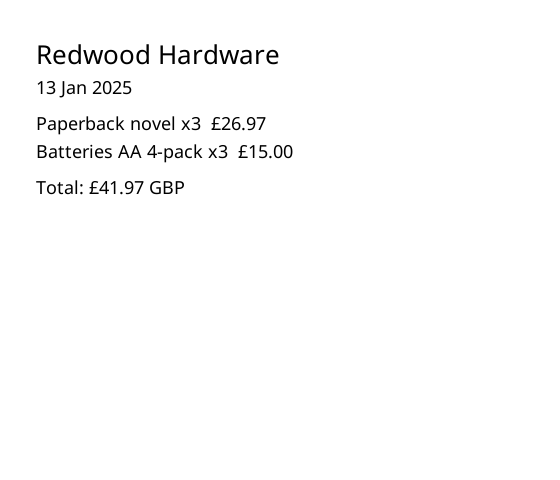 Redwood Hardware
13 Jan 2025
Paperback novel x3 £26.97
Batteries AA 4-pack x3 £15.00
Total: £41.97 GBP